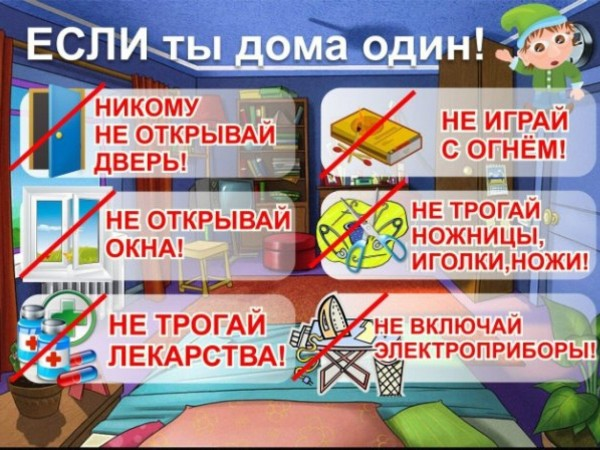 ЕСЛИ ты дома один!
НИКОМУ
НЕ ОТКРЫВАЙ
ДВЕРЬ!
НЕ ИГРАЙ
С ОГНЁМ!
НЕ ОТКРЫВАЙ
ОКНА!
НЕ ТРОГАЙ
НОЖНИЦЫ,
ИГОЛКИ,НОЖИ!
НЕ ТРОГАЙ
ЛЕКАРСТВА!
НЕ ВКЛЮЧАЙ
ЭЛЕКТРОПРИБОРЫ!